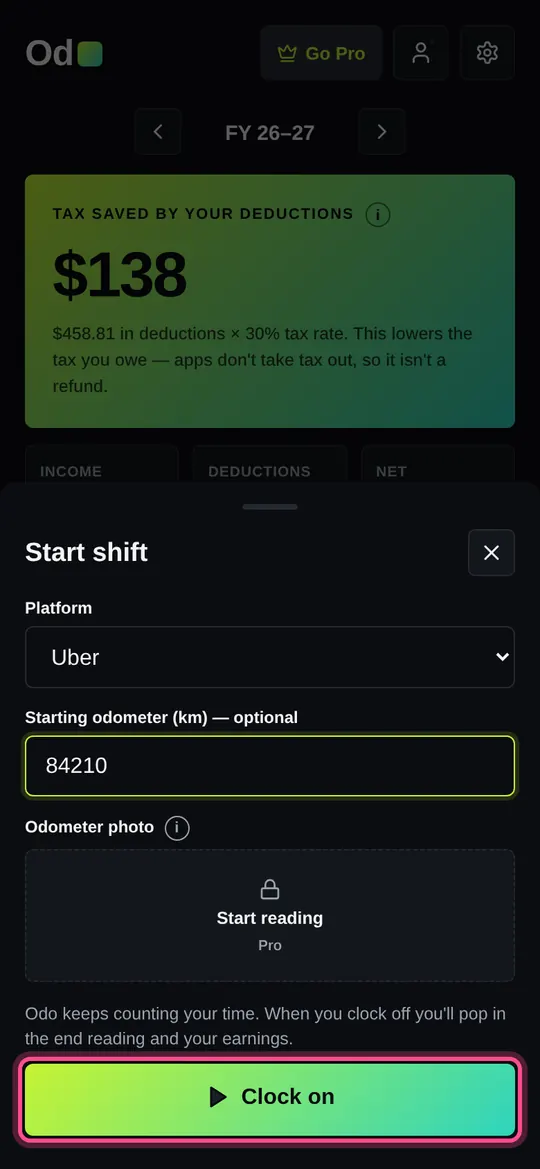 Od
Go Pro
FY 26–27
TAX SAVED BY YOUR DEDUCTIONS i
$138
$458.81 in deductions × 30% tax rate. This lowers the
tax you owe — apps don't take tax out, so it isn't a
refund.
INCOME DEDUCTIONS NET
Start shift
Platform
Uber
Starting odometer (km) — optional
84210
Odometer photo i
Start reading
Pro
Odo keeps counting your time. When you clock off you'll pop in
the end reading and your earnings.
Clock on